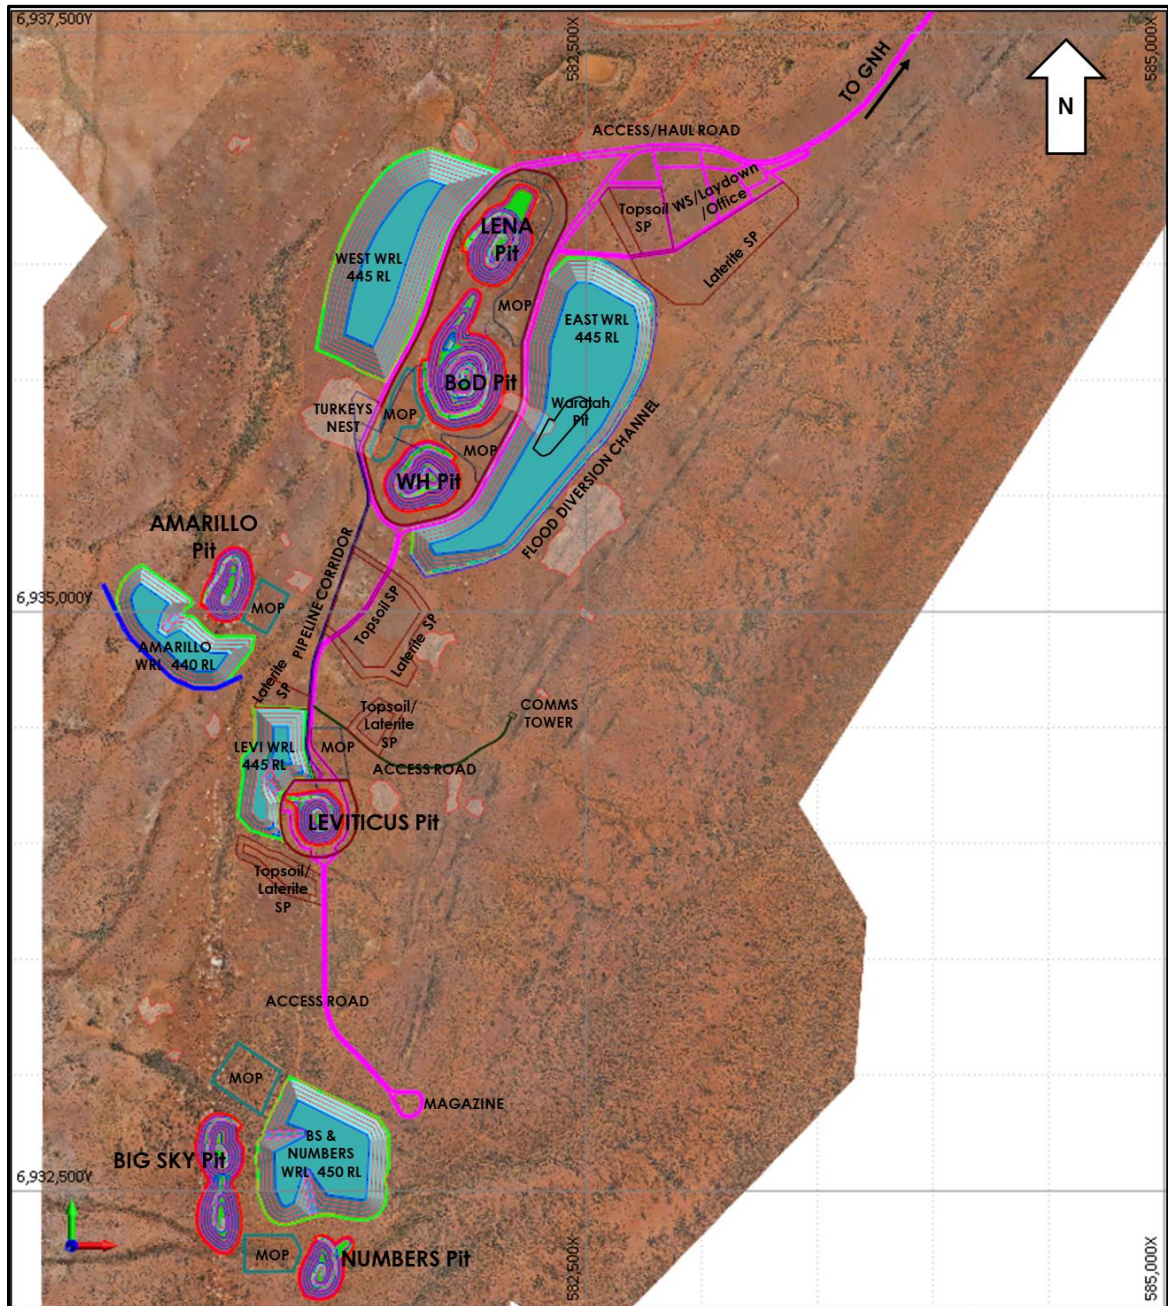 6,937,500Y
582,500X
585,000X
TO GNH
N
ACCESS/HAUL ROAD
WS/Laydown
/Office
Topsoil
SP
Laterite SP
LENA
Pit
WEST WRL
445 RL
MOP
EAST WRL
445 RL
BoD Pit
Waratah
Pit
TURKEYS
NEST
MOP
MOP
WH Pit
FLOOD DIVERSION CHANNEL
AMARILLO
Pit
PIPELINE CORRIDOR
MOP
6,935,000Y
Topsoil SP
Laterite SP
AMARILLO
WRL 440 RL
Laterite
SP
Topsoil/
Laterite
SP
COMMS
TOWER
LEVI WRL
445 RL
MOP
ACCESS ROAD
LEVITICUS Pit
Topsoil/
Laterite
SP
ACCESS ROAD
MOP
MAGAZINE
BS &
NUMBERS
WRL 450 RL
BIG SKY Pit
6,932,500Y
MOP
NUMBERS Pit
582,500X
585,000X